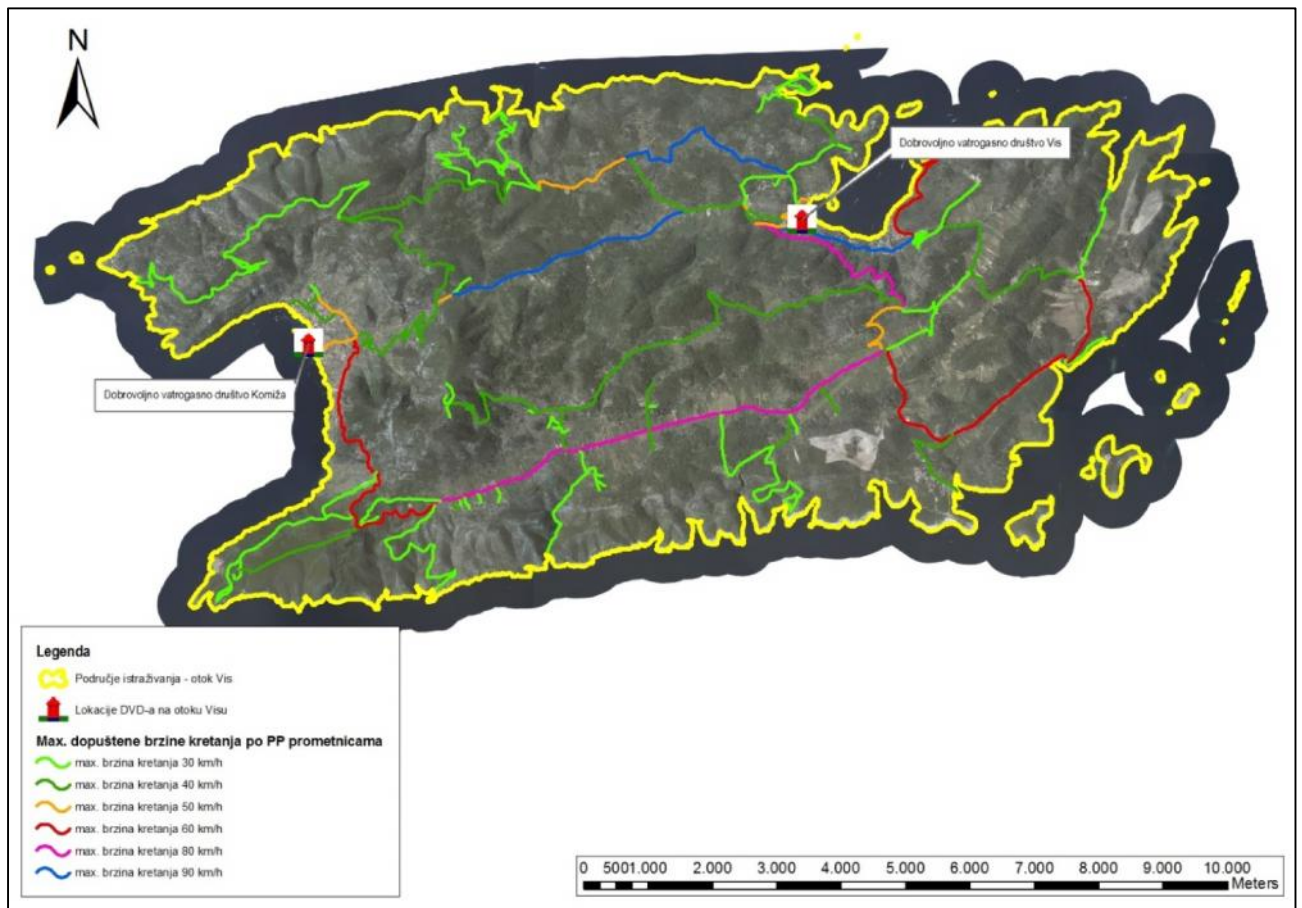 N
Dobrovoljno vatrogasno društvo Vis
Dobrovoljno vatrogasno društvo Komiža
Legenda
Područje istraživanja - otok Vis
Lokacije DVD-a na otoku Visu
Max. dopuštene brzine kretanja po PP prometnicama
max. brzina kretanja 30 km/h
max. brzina kretanja 40 km/h
max. brzina kretanja 50 km/h
max. brzina kretanja 60 km/h
max. brzina kretanja 80 km/h
max. brzina kretanja 90 km/h
0 5001.000 2.000 3.000 4.000 5.000 6.000 7.000 8.000 9.000 10.000
Meters